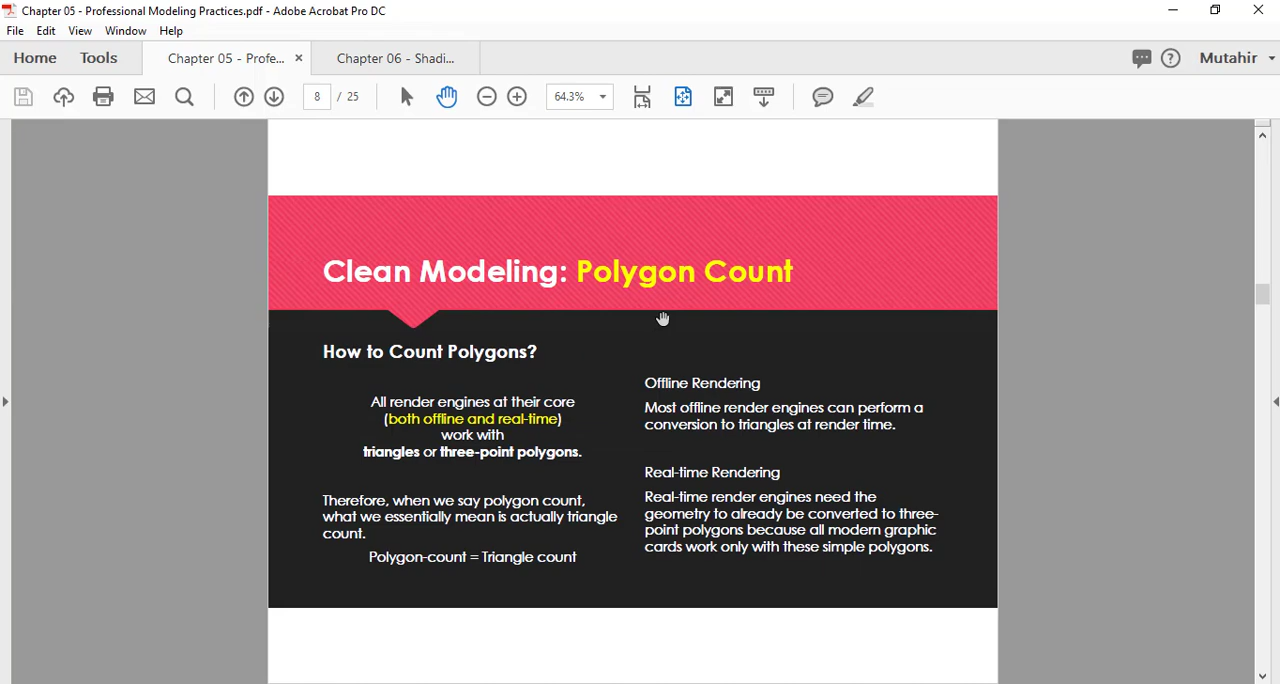 Chapter 05 - Professional Modeling Practices.pdf - Adobe Acrobat Pro DC
File Edit View Window Help
Home Tools Chapter 05 - Profe... × Chapter 06 - Shadi... Mutahir
8 / 25 64.3%
Clean Modeling: Polygon Count
How to Count Polygons?
All render engines at their core
(both offline and real-time)
work with
triangles or three-point polygons.
Therefore, when we say polygon count,
what we essentially mean is actually triangle
count.
Polygon-count = Triangle count
Offline Rendering
Most offline render engines can perform a
conversion to triangles at render time.
Real-time Rendering
Real-time render engines need the
geometry to already be converted to three-
point polygons because all modern graphic
cards work only with these simple polygons.